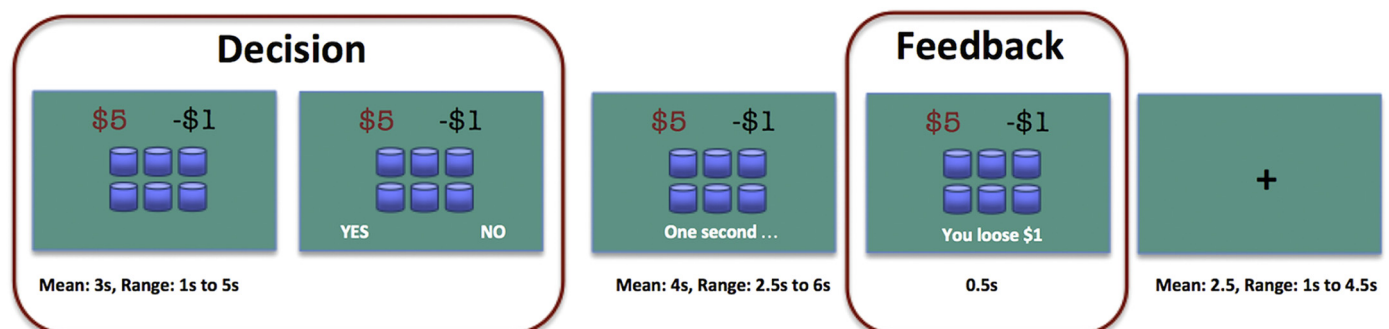 Decision
Feedback
$5 -$1
$5 -$1
$5 -$1
$5 -$1
+
YES NO
One second ...
You loose $1
Mean: 3s, Range: 1s to 5s
Mean: 4s, Range: 2.5s to 6s
0.5s
Mean: 2.5, Range: 1s to 4.5s